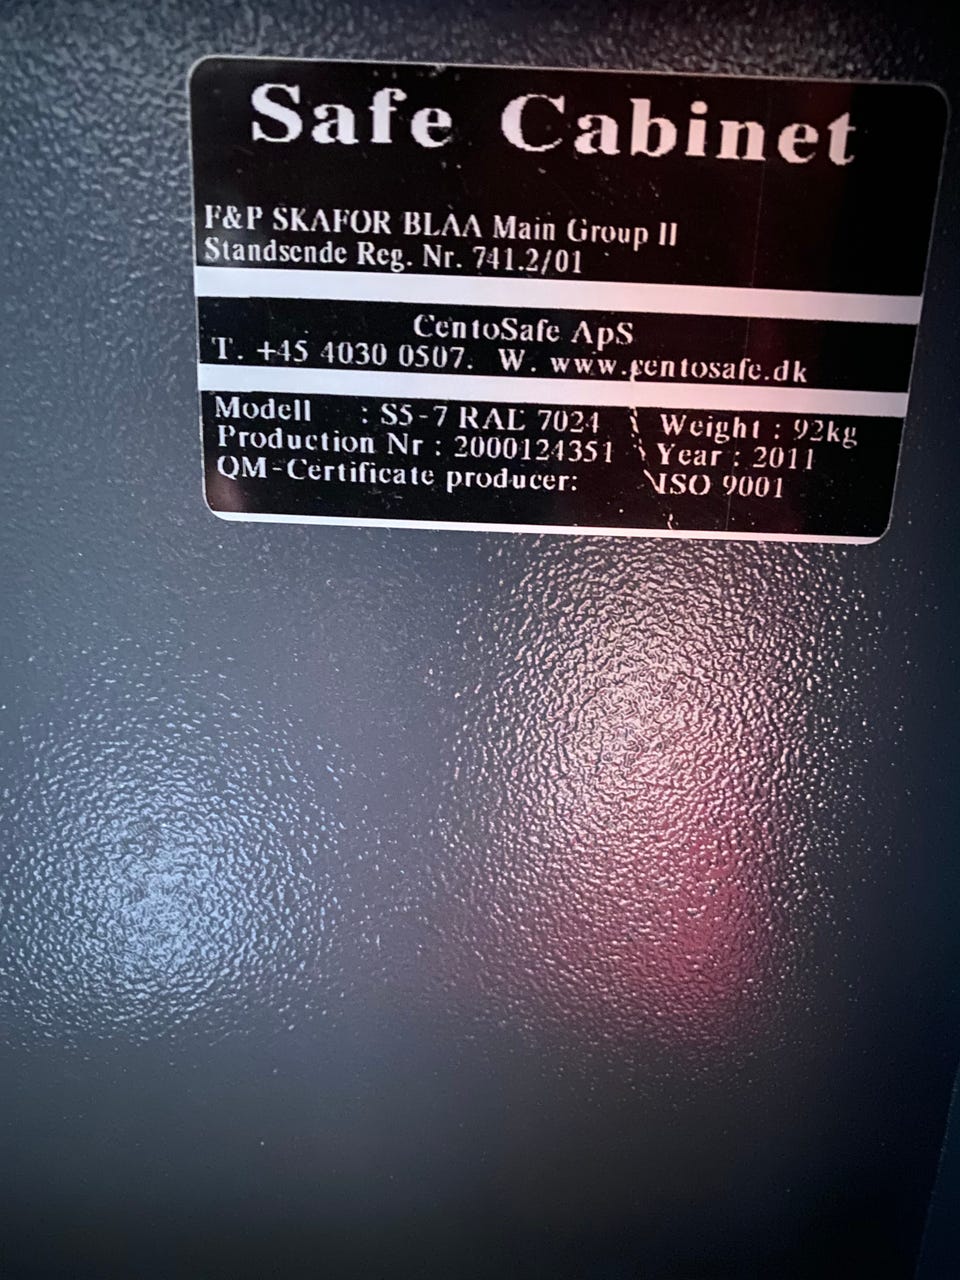 Safe Cabinet
F&P SKAFOR BLAA Main Group II
Standsende Reg. Nr. 741.2/01
CentoSafe ApS
T. +45 4030 0507. W. www.centosafe.dk
Modell : S5-7 RAL 7024 Weight : 92kg
Production Nr : 2000124351 Year : 2011
QM-Certificate producer: ISO 9001